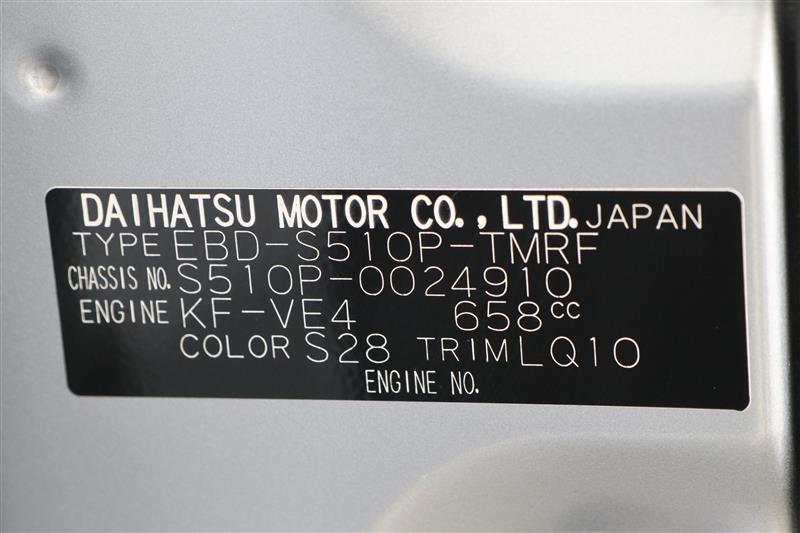 DAIHATSU MOTOR CO., LTD. JAPAN
TYPE EBD-S510P-TMRF
CHASSIS NO. S510P-0024910
ENGINE KF-VE4 658cc
COLOR S28 TRIM LQ10
ENGINE NO.